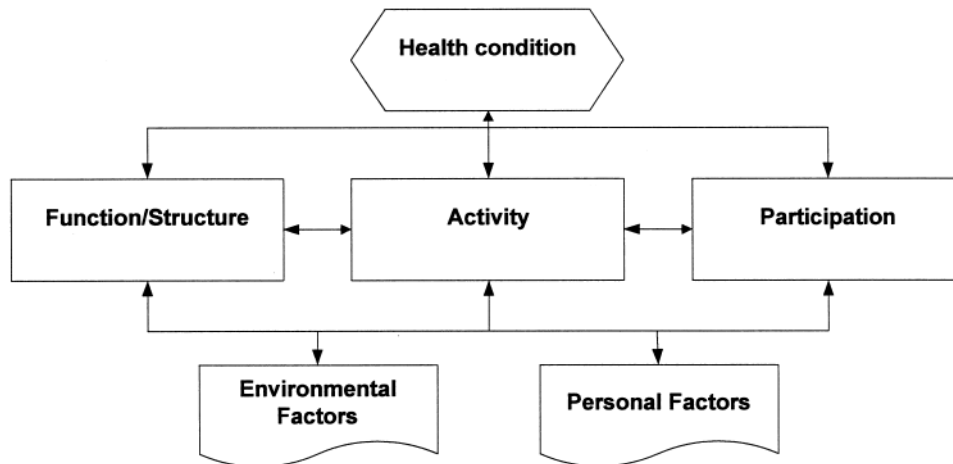 Health condition
Function/Structure
Activity
Participation
Environmental
Factors
Personal Factors